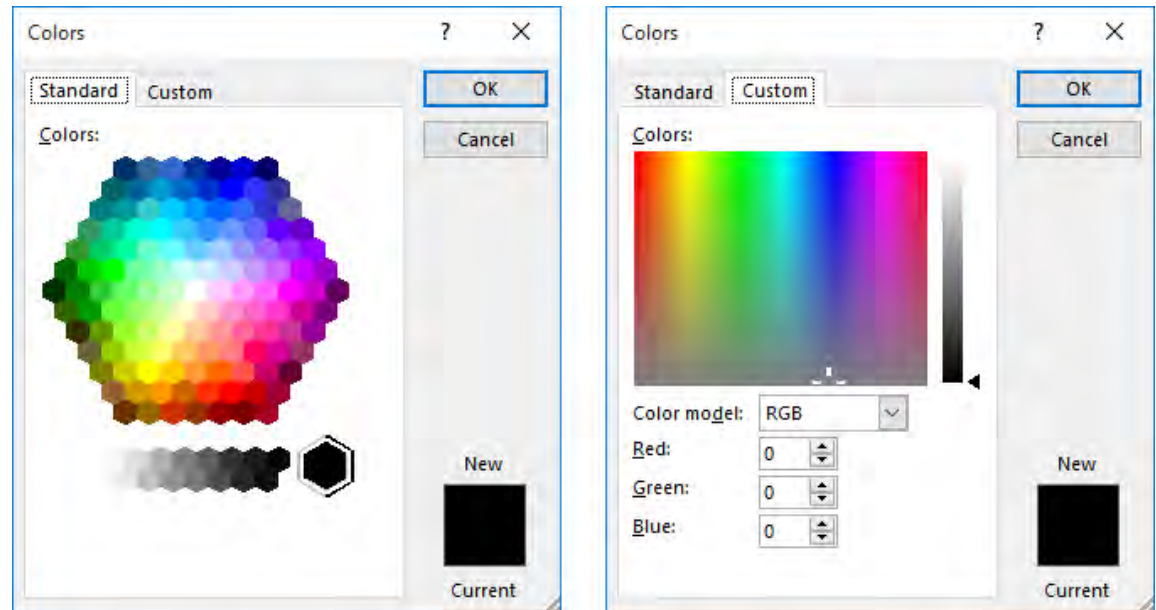 Colors ?
Standard Custom OK
Colors: Cancel
New
Current
Colors ?
Standard Custom OK
Colors: Cancel
Color model: RGB
Red: 0
Green: 0
Blue: 0
New
Current